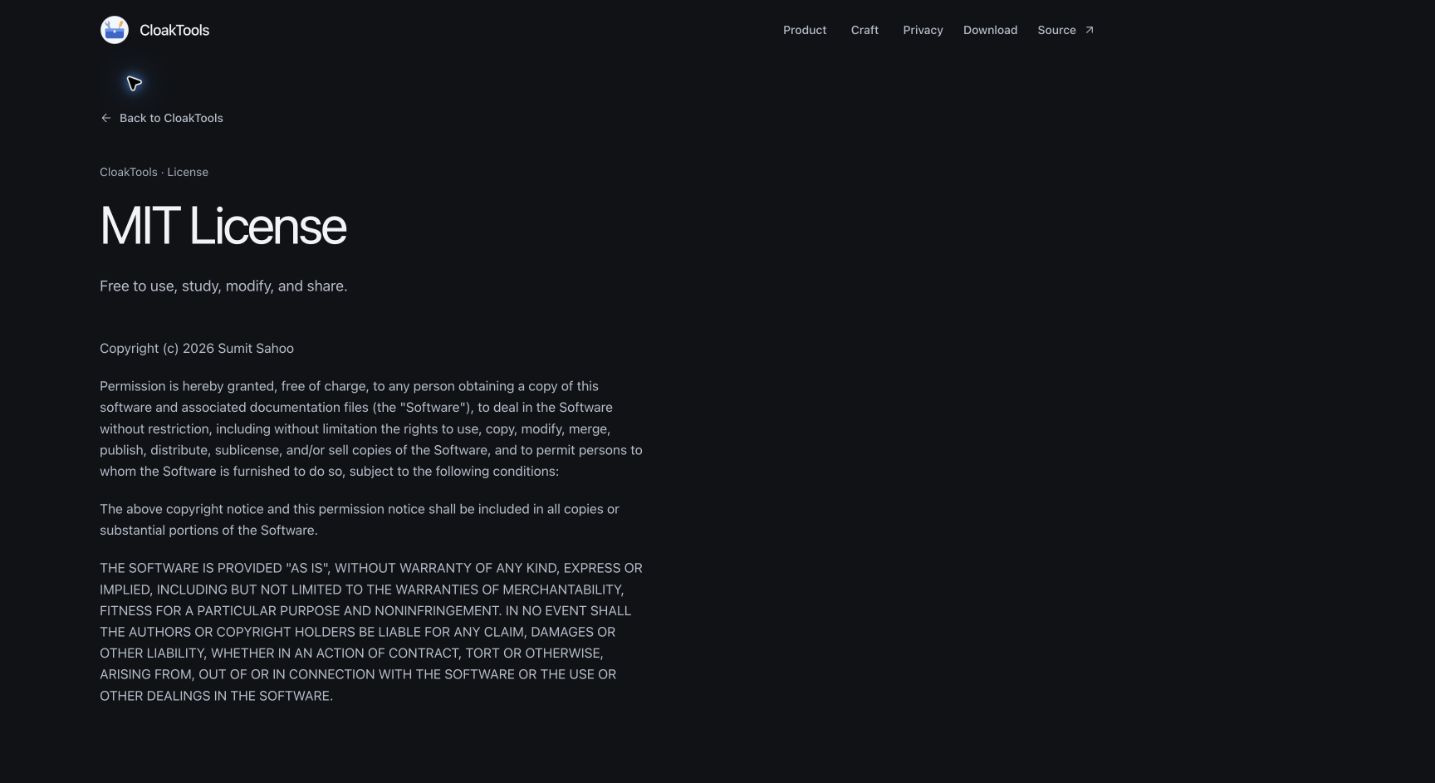 CloakTools
Product Craft Privacy Download Source
Back to CloakTools
CloakTools · License
MIT License
Free to use, study, modify, and share.
Copyright (c) 2026 Sumit Sahoo
Permission is hereby granted, free of charge, to any person obtaining a copy of this
software and associated documentation files (the "Software"), to deal in the Software
without restriction, including without limitation the rights to use, copy, modify, merge,
publish, distribute, sublicense, and/or sell copies of the Software, and to permit persons to
whom the Software is furnished to do so, subject to the following conditions:
The above copyright notice and this permission notice shall be included in all copies or
substantial portions of the Software.
THE SOFTWARE IS PROVIDED "AS IS", WITHOUT WARRANTY OF ANY KIND, EXPRESS OR
IMPLIED, INCLUDING BUT NOT LIMITED TO THE WARRANTIES OF MERCHANTABILITY,
FITNESS FOR A PARTICULAR PURPOSE AND NONINFRINGEMENT. IN NO EVENT SHALL
THE AUTHORS OR COPYRIGHT HOLDERS BE LIABLE FOR ANY CLAIM, DAMAGES OR
OTHER LIABILITY, WHETHER IN AN ACTION OF CONTRACT, TORT OR OTHERWISE,
ARISING FROM, OUT OF OR IN CONNECTION WITH THE SOFTWARE OR THE USE OR
OTHER DEALINGS IN THE SOFTWARE.